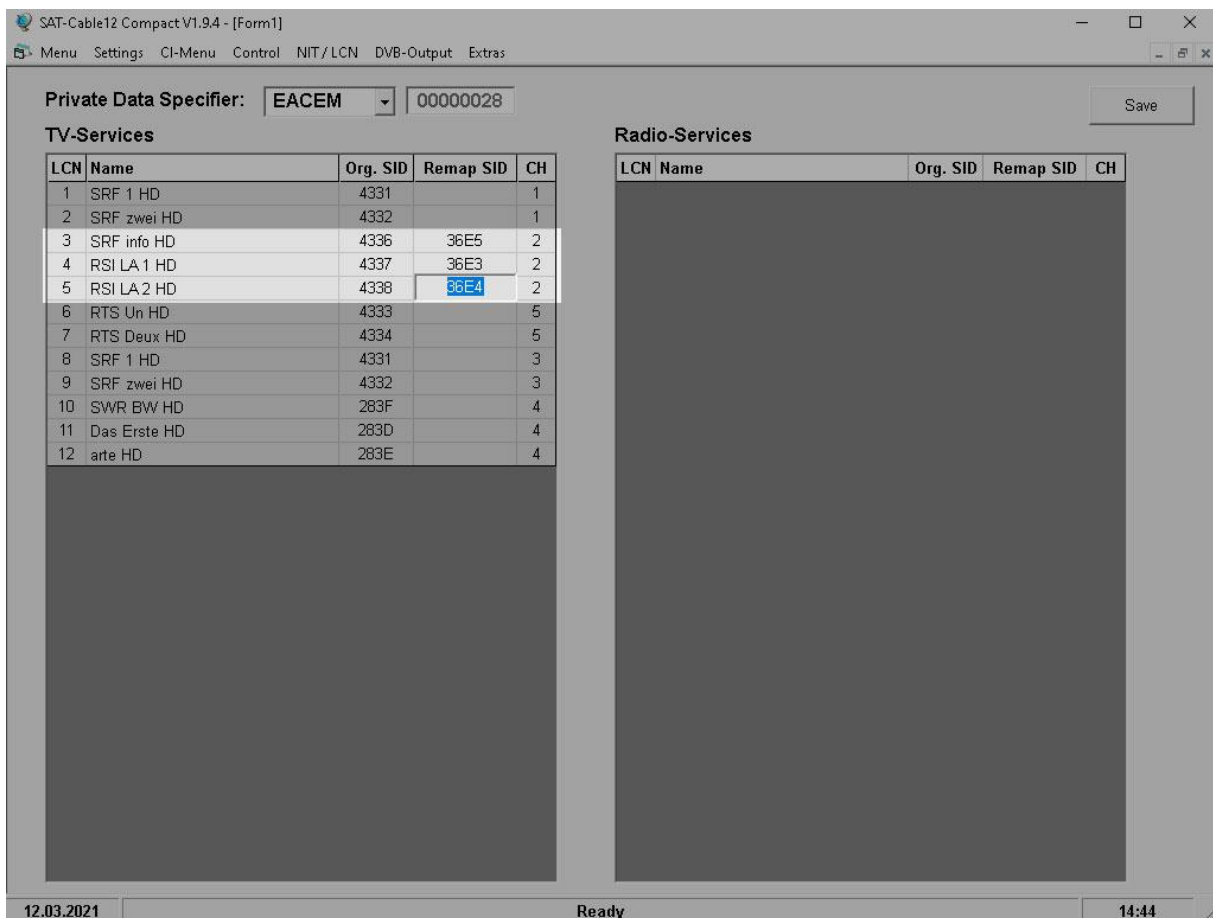 SAT-Cable12 Compact V1.9.4 - [Form1]
Menu Settings CI-Menu Control NIT / LCN DVB-Output Extras
Private Data Specifier: EACEM 00000028
Save
TV-Services
LCN Name Org. SID Remap SID CH
1 SRF 1 HD 4331 1
2 SRF zwei HD 4332 1
3 SRF info HD 4336 36E5 2
4 RSI LA 1 HD 4337 36E3 2
5 RSI LA 2 HD 4338 36E4 2
6 RTS Un HD 4333 5
7 RTS Deux HD 4334 5
8 SRF 1 HD 4331 3
9 SRF zwei HD 4332 3
10 SWR BW HD 283F 4
11 Das Erste HD 283D 4
12 arte HD 283E 4
Radio-Services
LCN Name Org. SID Remap SID CH
12.03.2021 Ready 14:44